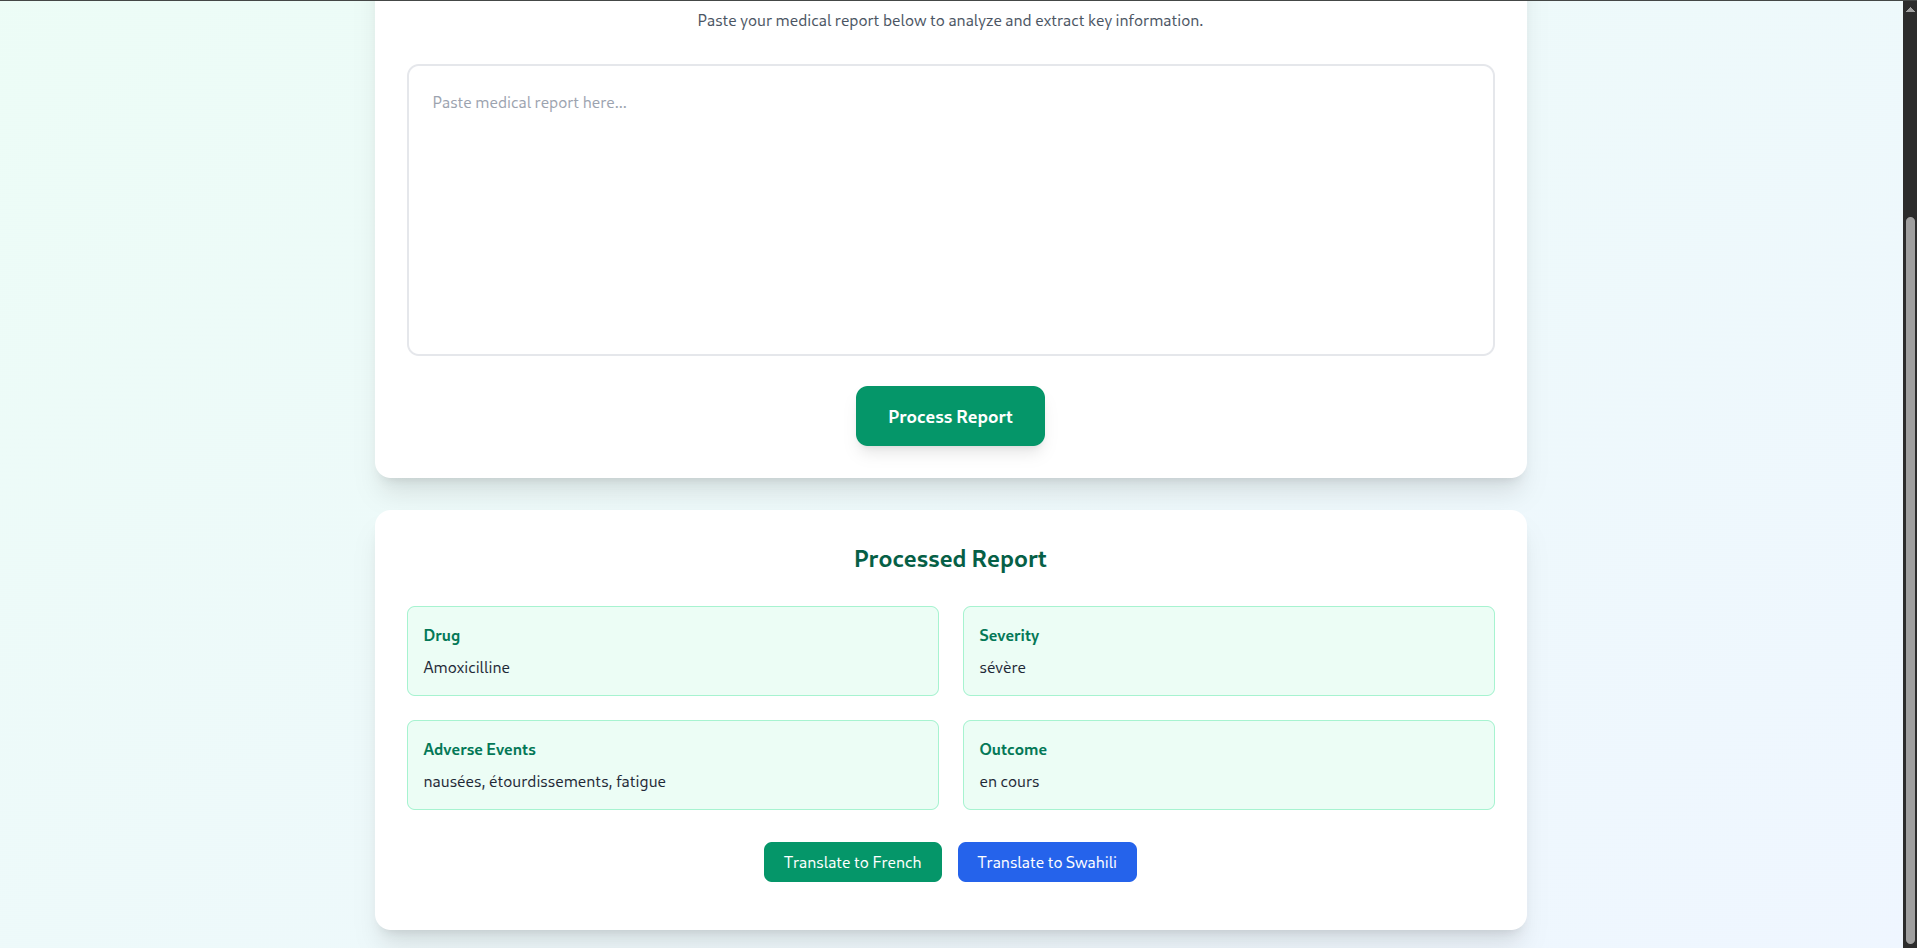 Paste your medical report below to analyze and extract key information.
Paste medical report here...
Process Report
Processed Report
Drug
Amoxicilline
Severity
sévère
Adverse Events
nausées, étourdissements, fatigue
Outcome
en cours
Translate to French
Translate to Swahili